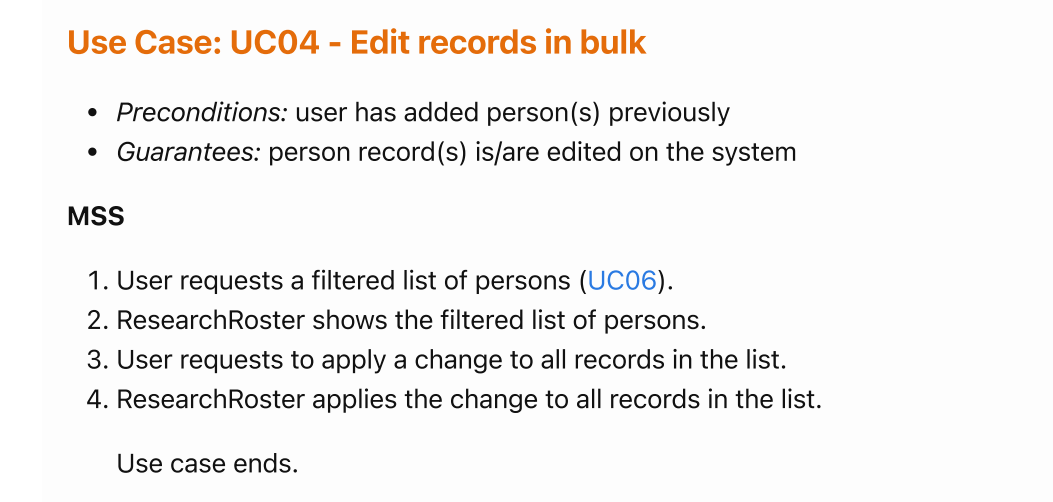 Use Case: UC04 - Edit records in bulk
• Preconditions: user has added person(s) previously
• Guarantees: person record(s) is/are edited on the system
MSS
1. User requests a filtered list of persons (UC06).
2. ResearchRoster shows the filtered list of persons.
3. User requests to apply a change to all records in the list.
4. ResearchRoster applies the change to all records in the list.
Use case ends.